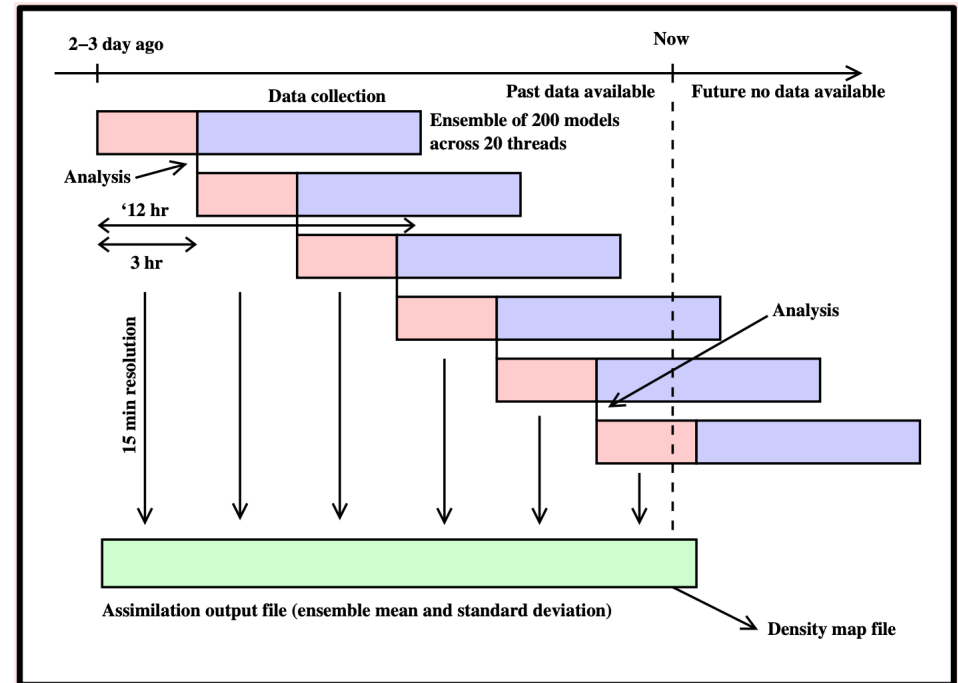 2–3 day ago
Now
Data collection
Past data available
Future no data available
Ensemble of 200 models
across 20 threads
Analysis
‘12 hr
3 hr
15 min resolution
Analysis
Assimilation output file (ensemble mean and standard deviation)
Density map file